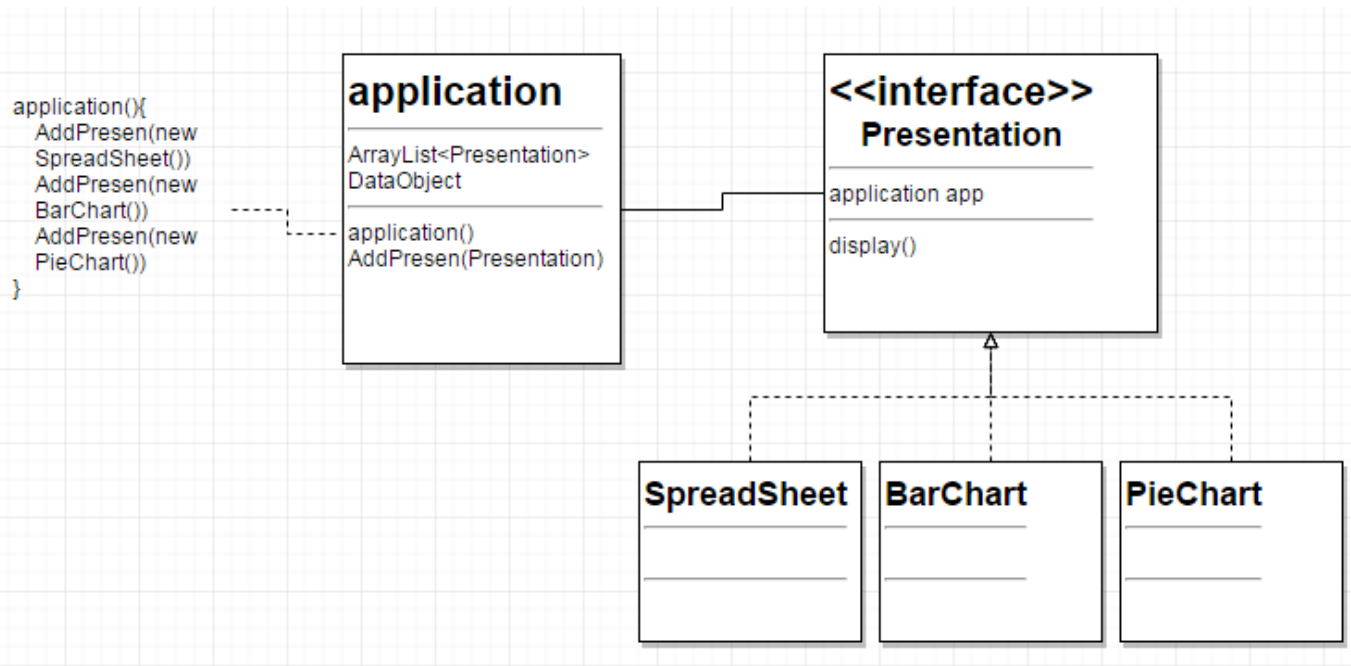 application(){
AddPresen(new
SpreadSheet())
AddPresen(new
BarChart())
AddPresen(new
PieChart())
}
application
ArrayList<Presentation>
DataObject
application()
AddPresen(Presentation)
<<interface>>
Presentation
application app
display()
SpreadSheet
BarChart
PieChart